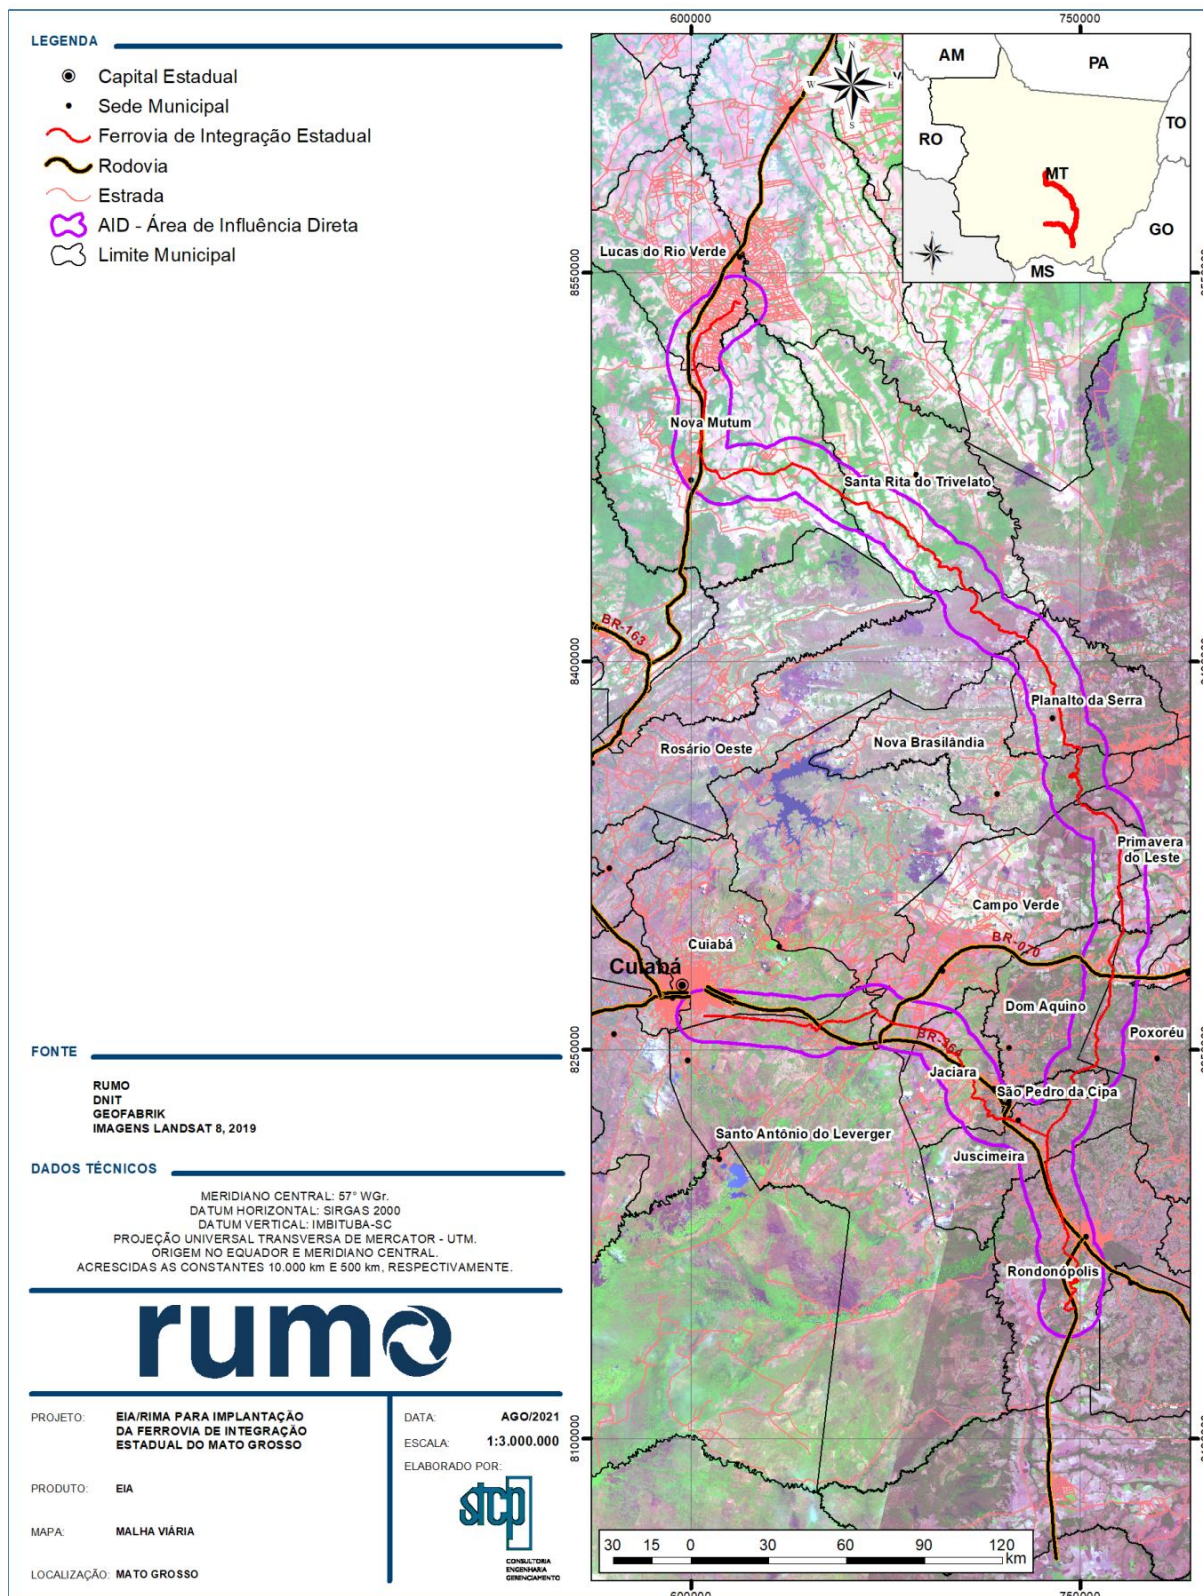 LEGENDA
Capital Estadual
Sede Municipal
Ferrovia de Integração Estadual
Rodovia
Estrada
AID - Área de Influência Direta
Limite Municipal
FONTE
RUMO
DNIT
GEOFABRIK
IMAGENS LANDSAT 8, 2019
DADOS TÉCNICOS
MERIDIANO CENTRAL: 57° WGr.
DATUM HORIZONTAL: SIRGAS 2000
DATUM VERTICAL: IMBITUBA-SC
PROJEÇÃO UNIVERSAL TRANSVERSA DE MERCATOR - UTM.
ORIGEM NO EQUADOR E MERIDIANO CENTRAL.
ACRESCIDAS AS CONSTANTES 10.000 km E 500 km, RESPECTIVAMENTE.
rumo
PROJETO: EIA/RIMA PARA IMPLANTAÇÃO
DA FERROVIA DE INTEGRAÇÃO
ESTADUAL DO MATO GROSSO
PRODUTO: EIA
MAPA: MALHA VIÁRIA
LOCALIZAÇÃO: MATO GROSSO
DATA: AGO/2021
ESCALA: 1:3.000.000
ELABORADO POR:
stcp
CONSULTORIA
ENGENHARIA
GERENCIAMENTO
600000 750000
N
W E
S
AM
PA
RO
TO
MT
GO
MS
Lucas do Rio Verde
8550000
Nova Mutum
Santa Rita do Trivelato
BR-163
8400000
Planalto da Serra
Rosário Oeste
Nova Brasilândia
Primavera
do Leste
Campo Verde
Cuiabá
BR-070
Cuiabá
Dom Aquino
Poxoréu
8250000
BR-364
Jaciara
São Pedro da Cipa
Santo Antônio do Leverger
Juscimeira
Rondonópolis
8100000
30 15 0 30 60 90 120
km
600000 750000